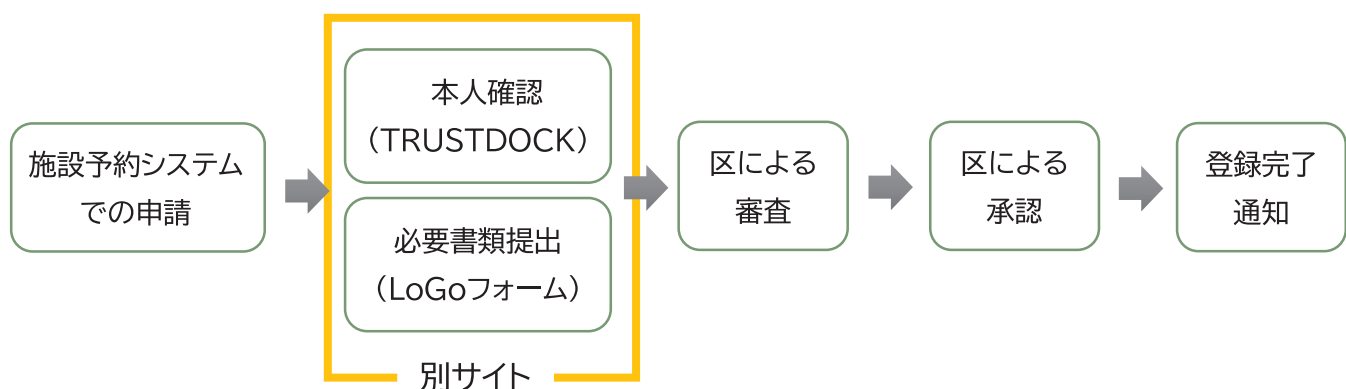 施設予約システム
での申請
本人確認
（TRUSTDOCK）
必要書類提出
（LoGoフォーム）
別サイト
区による
審査
区による
承認
登録完了
通知